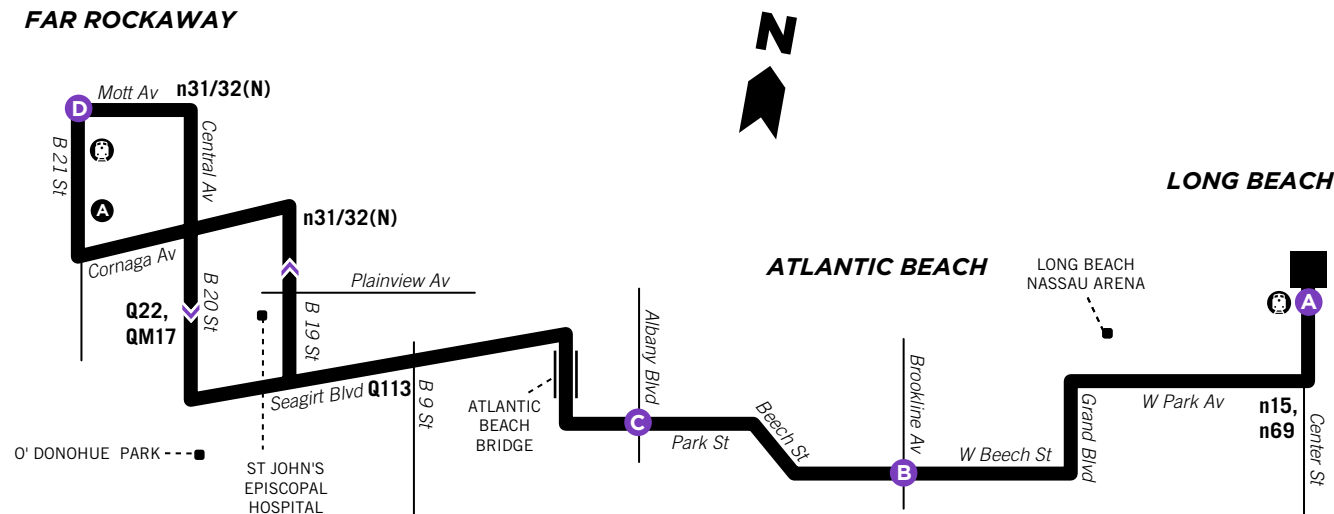 FAR ROCKAWAY
N
Mott Av
n31/32(N)
D
B 21 St
Central Av
A
Cornaga Av
n31/32(N)
LONG BEACH
ATLANTIC BEACH
LONG BEACH
NASSAU ARENA
Plainview Av
A
Q22,
QM17
B 20 St
B 19 St
Albany Blvd
Brookline Av
Seagirt Blvd
Q113
B 9 St
ATLANTIC
BEACH
BRIDGE
C
Park St
Beech St
B
W Beech St
Grand Blvd
W Park Av
n15,
n69
Center St
O' DONOHUE PARK
ST JOHN'S
EPISCOPAL
HOSPITAL